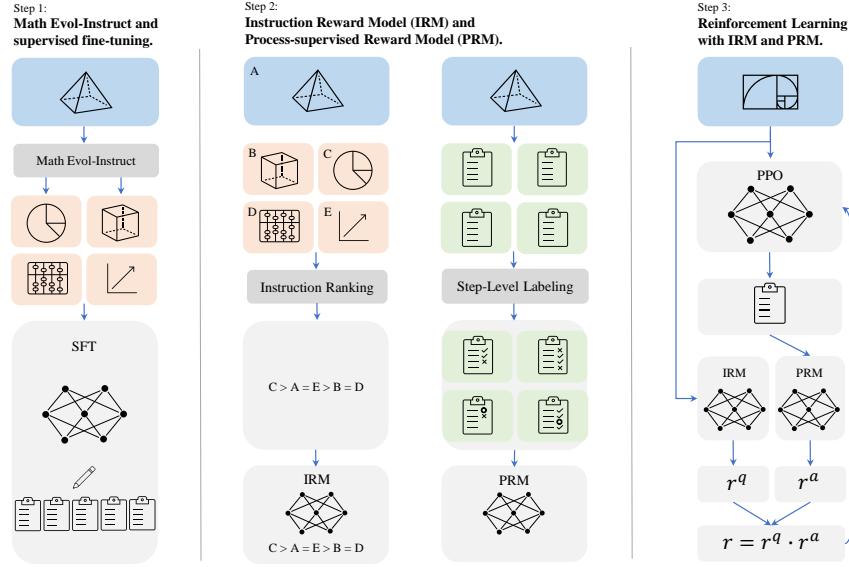 Step 1:
Math Evol-Instruct and
supervised fine-tuning.
Math Evol-Instruct
SFT
Step 2:
Instruction Reward Model (IRM) and
Process-supervised Reward Model (PRM).
A
B
C
D
E
Instruction Ranking
C > A = E > B = D
IRM
C > A = E > B = D
Step-Level Labeling
PRM
Step 3:
Reinforcement Learning
with IRM and PRM.
PPO
IRM
PRM
r^q
r^a
r = r^q · r^a